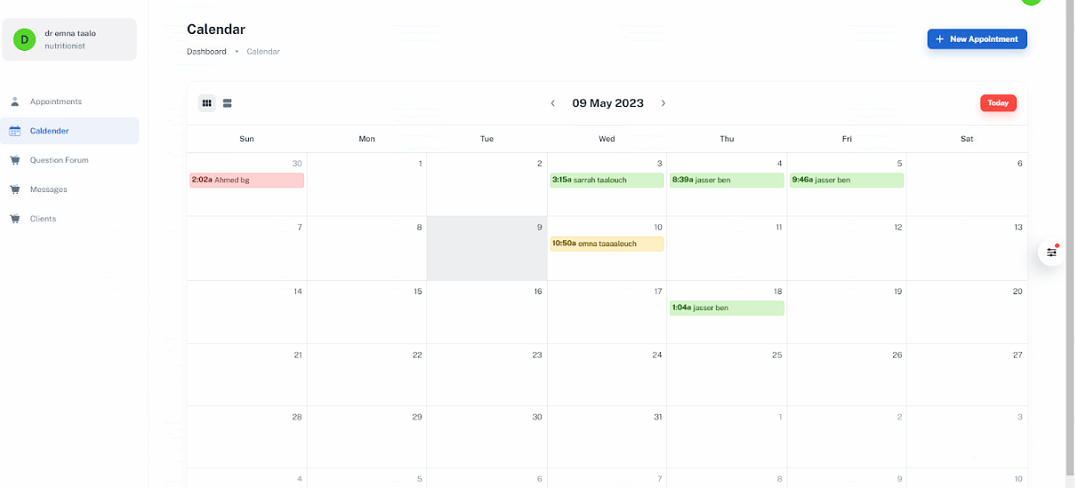 Calendar
dr emna taalo
D
nutritionist
New Appointment
Dashboard • Calendar
Appointments
09 May 2023
Today
Caldender
Sun Mon Tue Wed Thu Fri Sat
Question Forum
30 1 2 3 4 5 6
2:02a Ahmed bg 3:15a sarrah taalouch 8:39a jasser ben 9:46a jasser ben
Messages
Clients
7 8 9 10 11 12 13
10:50a omna taaalouch
14 15 16 17 18 19 20
1:04a jasser ben
21 22 23 24 25 26 27
28 29 30 31 1 2 3
4 5 6 7 8 9 10